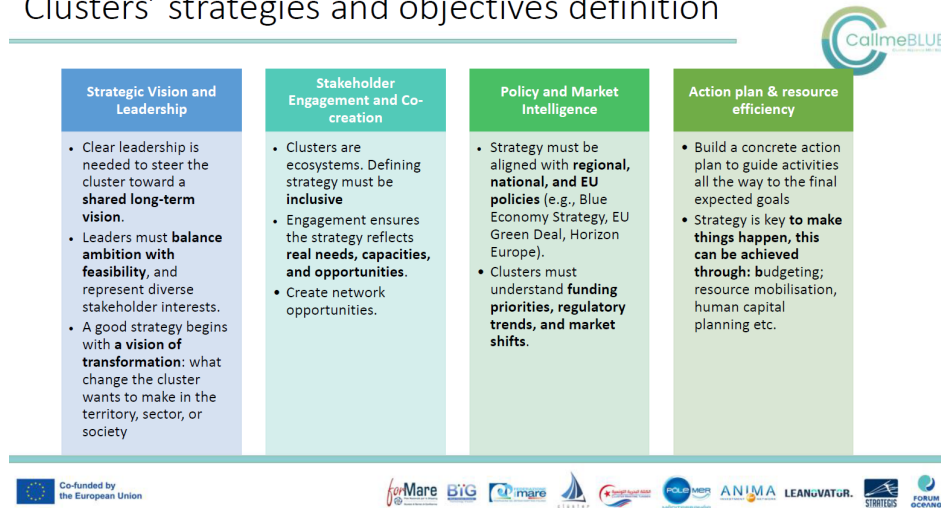 Clusters' strategies and objectives definition
CallmeBLUE
Strategic Vision and
Leadership
• Clear leadership is
needed to steer the
cluster toward a
shared long-term
vision.
• Leaders must balance
ambition with
feasibility, and
represent diverse
stakeholder interests.
• A good strategy begins
with a vision of
transformation: what
change the cluster
wants to make in the
territory, sector, or
society
Stakeholder
Engagement and Co-
creation
• Clusters are
ecosystems. Defining
strategy must be
inclusive
• Engagement ensures
the strategy reflects
real needs, capacities,
and opportunities.
• Create network
opportunities.
Policy and Market
Intelligence
• Strategy must be
aligned with regional,
national, and EU
policies (e.g., Blue
Economy Strategy, EU
Green Deal, Horizon
Europe).
• Clusters must
understand funding
priorities, regulatory
trends, and market
shifts.
Action plan & resource
efficiency
• Build a concrete action
plan to guide activities
all the way to the final
expected goals
• Strategy is key to make
things happen, this
can be achieved
through: budgeting;
resource mobilisation,
human capital
planning etc.
Co-funded by
the European Union
forMare
BIG
mare
cluster
POLE MER
ANIMA
LEANOVATOR.
STRATEGIS
FORUM
OCEANO